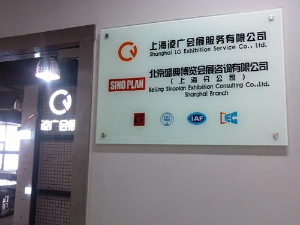 上海凌广会展服务有限公司
Shanghai LG Exhibition Service Co., Ltd.
SINO PLAN
北京盛典博览会展咨询有限公司
(上海分公司)
Beijing Sinoplan Exhibition Consulting Co.,Ltd.
Shanghai Branch
IAF
凌广会展